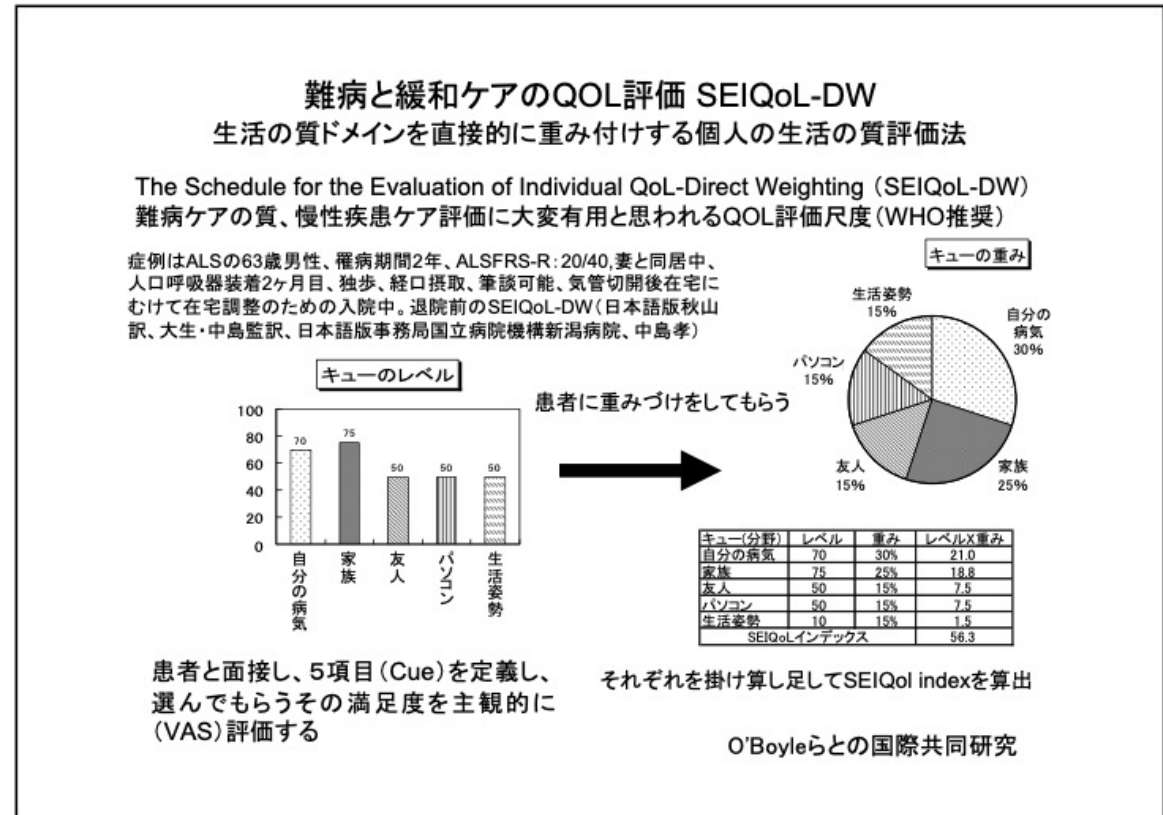 難病と緩和ケアのQOL評価 SEIQoL-DW
生活の質ドメインを直接的に重み付けする個人の生活の質評価法
The Schedule for the Evaluation of Individual QoL-Direct Weighting (SEIQoL-DW)
難病ケアの質、慢性疾患ケア評価に大変有用と思われるQOL評価尺度(WHO推奨)
症例はALSの63歳男性、罹病期間2年、ALSFRS-R:20/40,妻と同居中、
人口呼吸器装着2ヶ月目、独歩、経口摂取、筆談可能、気管切開後在宅に
むけて在宅調整のための入院中。退院前のSEIQoL-DW(日本語版秋山
訳、大生・中島監訳、日本語版事務局国立病院機構新潟病院、中島孝)
キューのレベル
100
80
60
40
20
0
70
75
50
50
50
自分の病気
家族
友人
パソコン
生活姿勢
患者に重みづけをしてもらう
キューの重み
生活姿勢
15%
自分の
病気
30%
パソコン
15%
友人
15%
家族
25%
キュー(分野) レベル 重み レベルX重み
自分の病気 70 30% 21.0
家族 75 25% 18.8
友人 50 15% 7.5
パソコン 50 15% 7.5
生活姿勢 10 15% 1.5
SEIQoLインデックス 56.3
患者と面接し、5項目(Cue)を定義し、
選んでもらうその満足度を主観的に
(VAS)評価する
それぞれを掛け算し足してSEIQol indexを算出
O'Boyleらとの国際共同研究